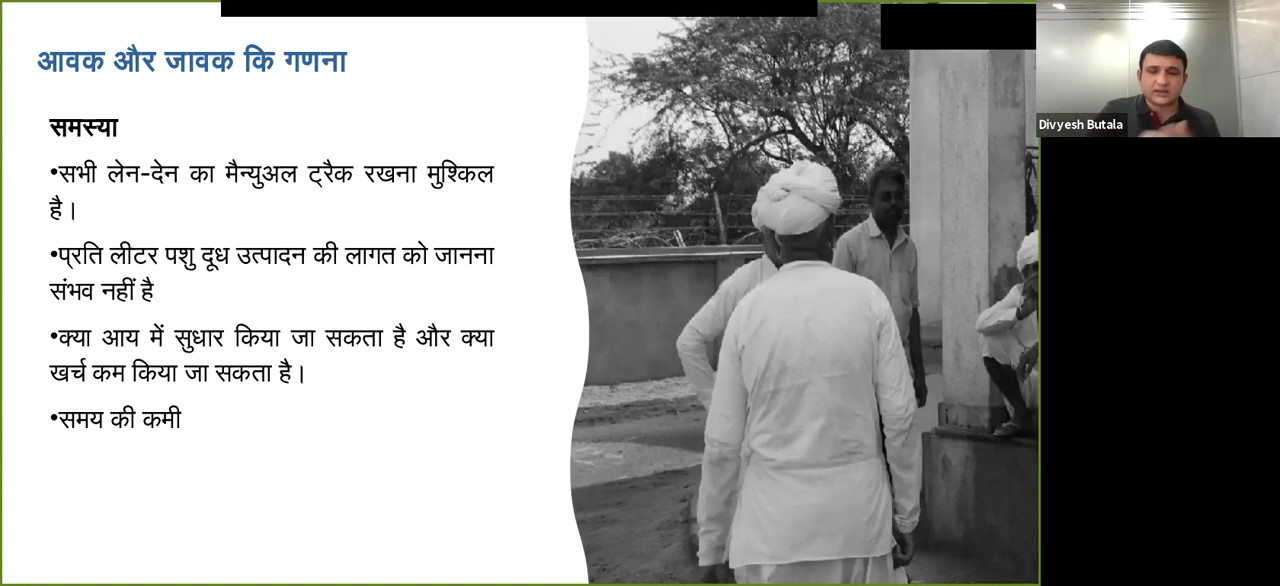 आवक और जावक कि गणना
समस्या
•सभी लेन-देन का मैन्युअल ट्रैक रखना मुश्किल
है।
•प्रति लीटर पशु दूध उत्पादन की लागत को जानना
संभव नहीं है
•क्या आय में सुधार किया जा सकता है और क्या
खर्च कम किया जा सकता है।
•समय की कमी
Divyesh Butala